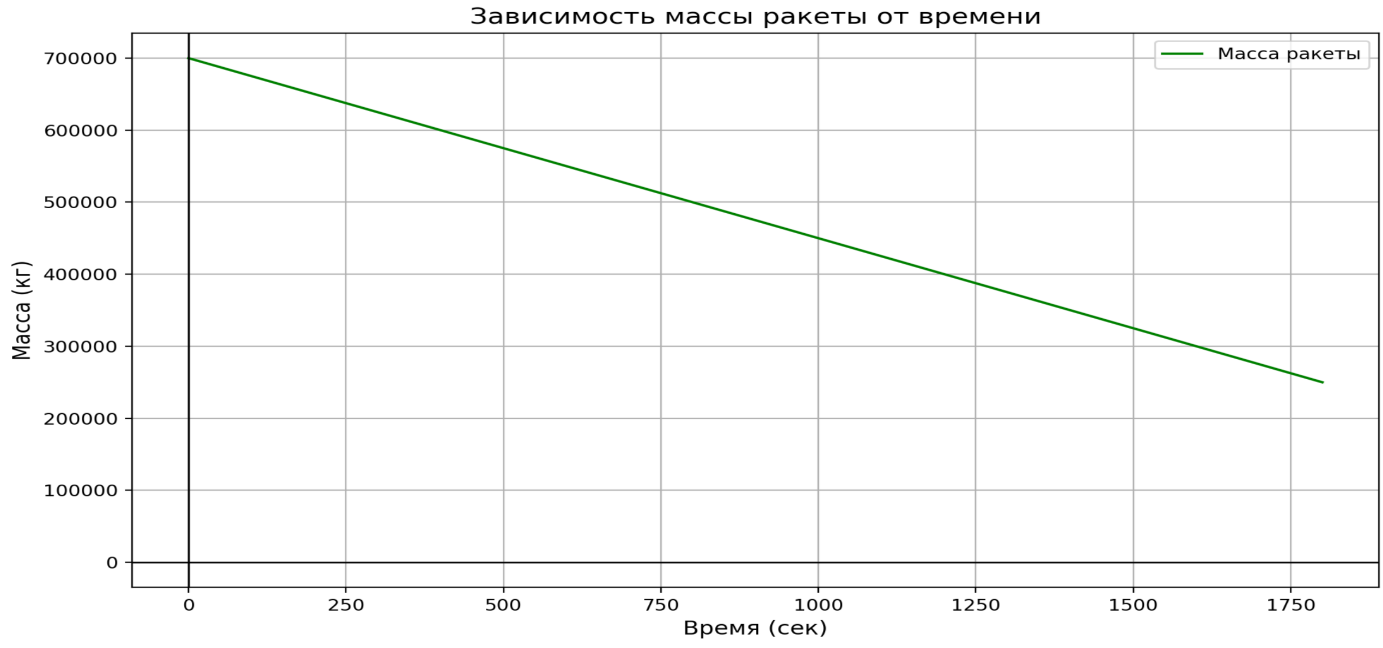 Зависимость массы ракеты от времени
Масса ракеты
700000
600000
500000
400000
300000
200000
100000
0
Масса (кг)
0 250 500 750 1000 1250 1500 1750
Время (сек)